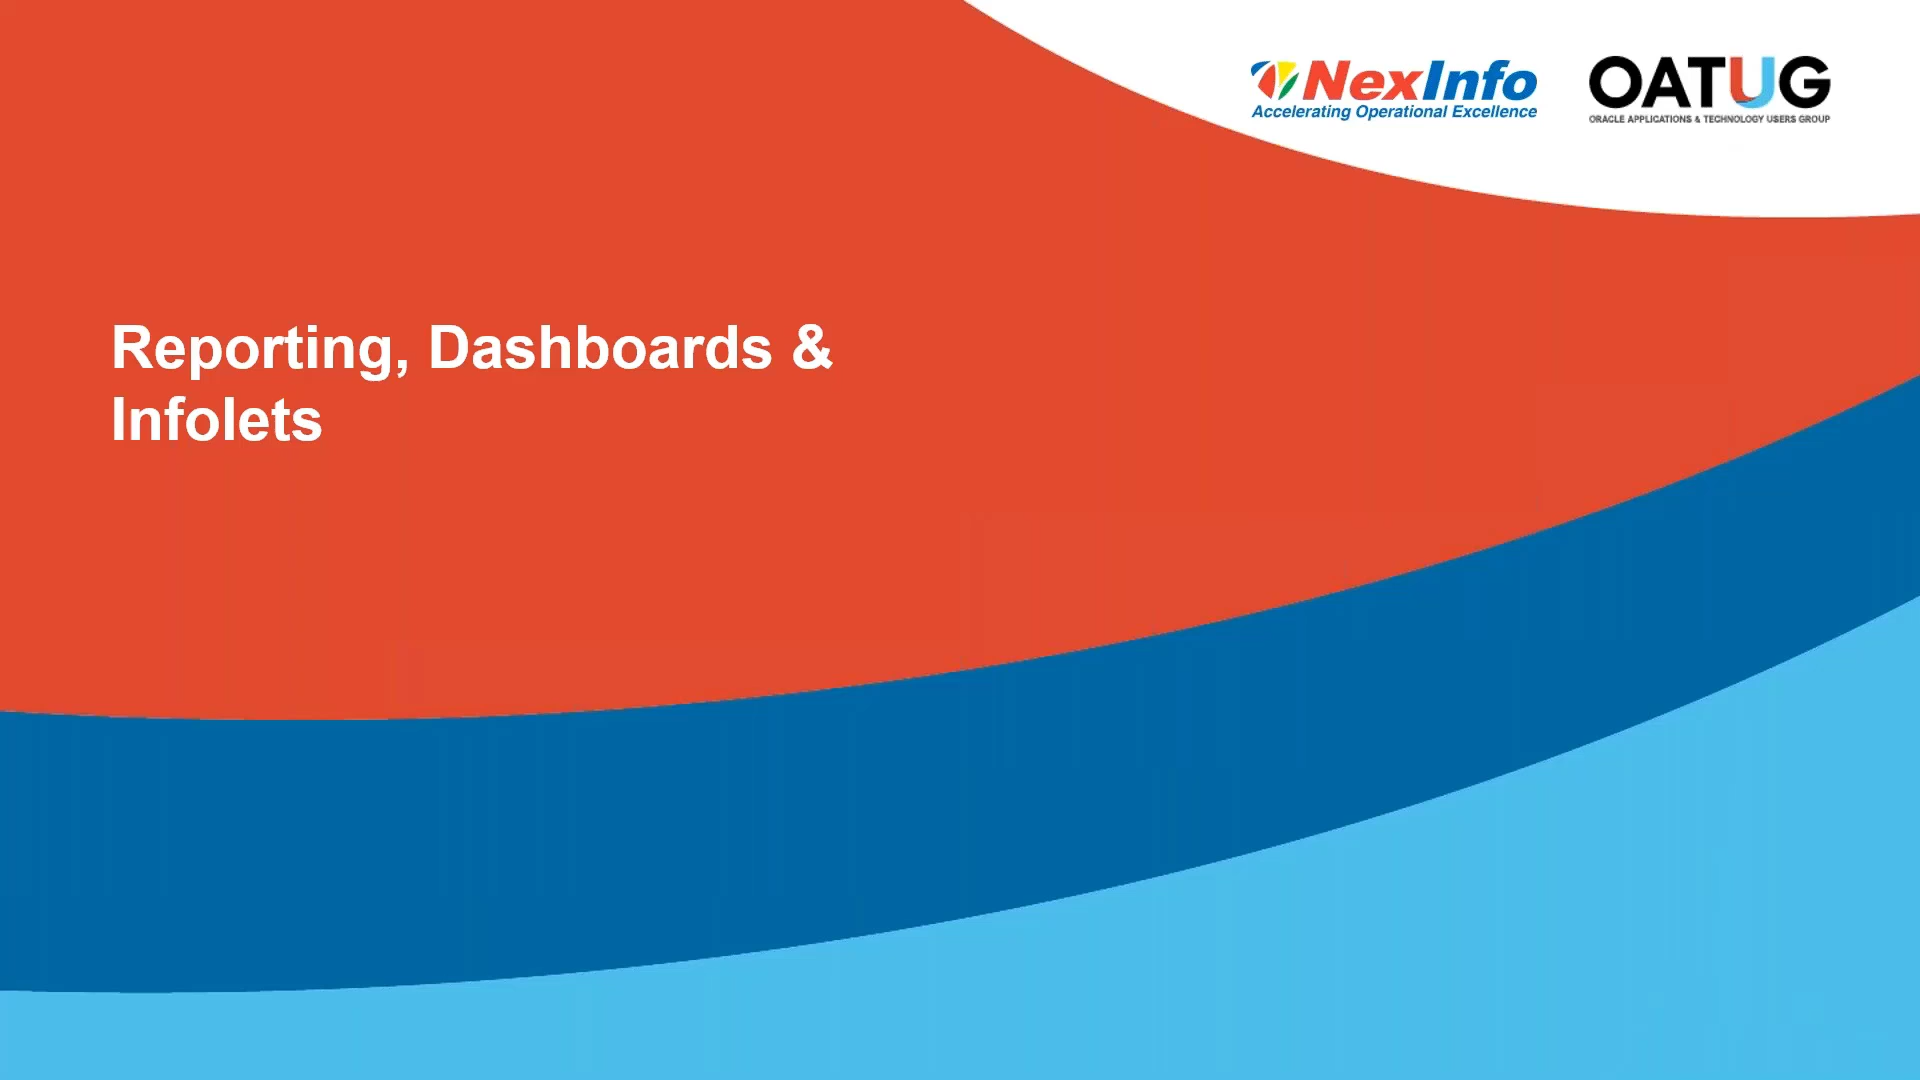 NexInfo
Accelerating Operational Excellence
OATUG
ORACLE APPLICATIONS & TECHNOLOGY USERS GROUP
Reporting, Dashboards &
Infolets